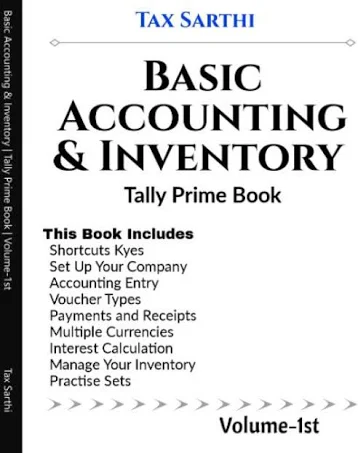 Tax Sarthi
Basic
Accounting
& Inventory
Tally Prime Book
This Book Includes
Shortcuts Kyes
Set Up Your Company
Accounting Entry
Voucher Types
Payments and Receipts
Multiple Currencies
Interest Calculation
Manage Your Inventory
Practise Sets
Volume-1st
Basic Accounting & Inventory | Tally Prime Book | Volume-1st
Tax Sarthi